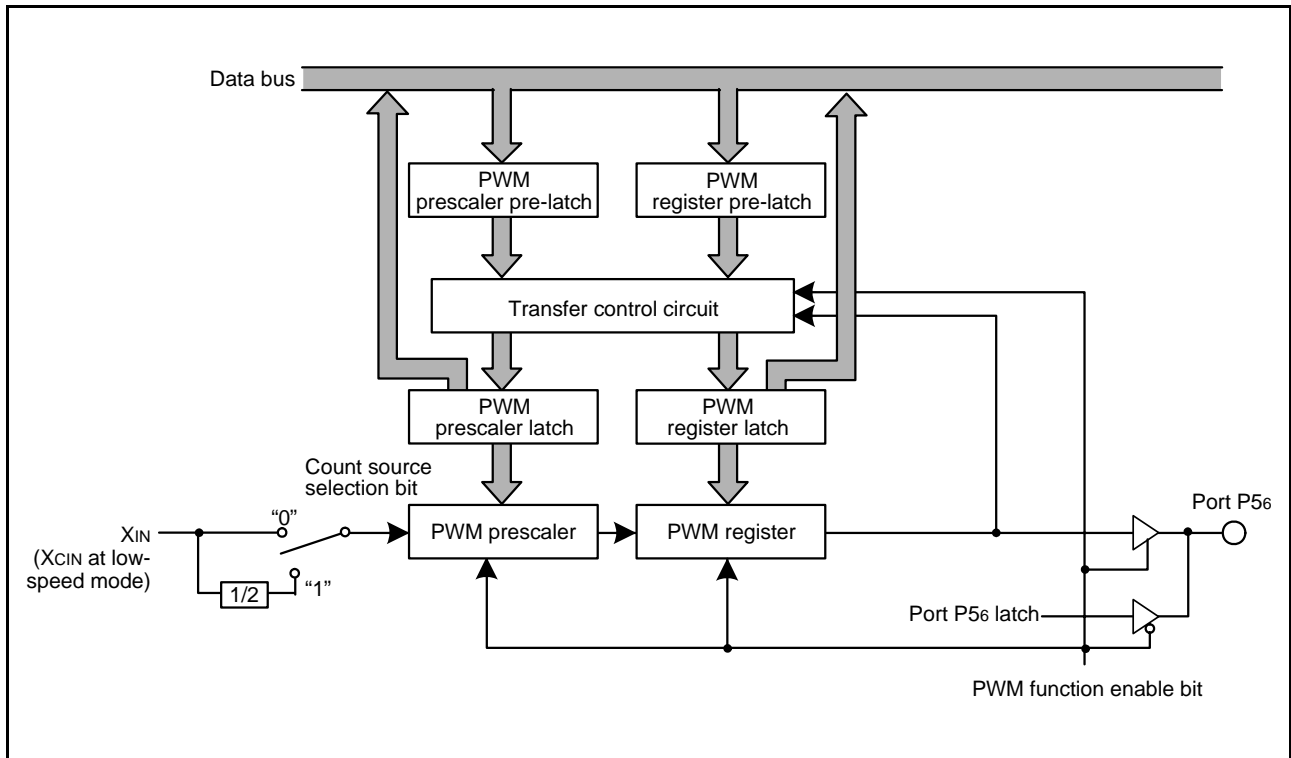 Data bus
PWM
prescaler pre-latch
PWM
register pre-latch
Transfer control circuit
PWM
prescaler latch
PWM
register latch
Count source
selection bit
XIN
(XCIN at low-
speed mode)
“0”
“1”
1/2
PWM prescaler
PWM register
Port P56
Port P56 latch
PWM function enable bit